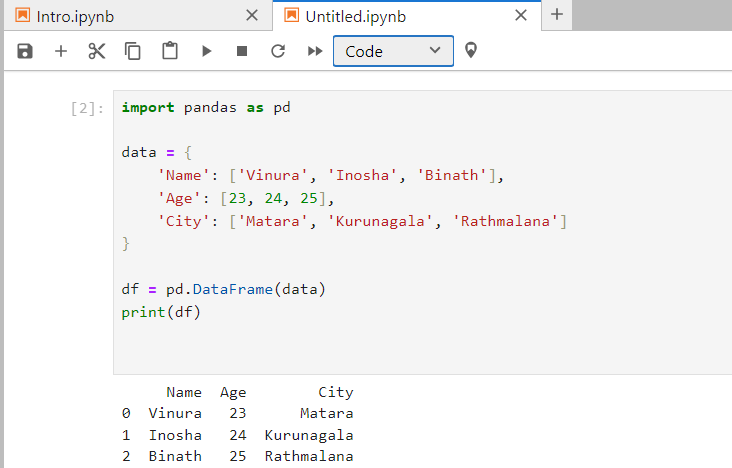 Intro.ipynb
Untitled.ipynb
Code
[2]:
import pandas as pd
data = {
    'Name': ['Vinura', 'Inosha', 'Binath'],
    'Age': [23, 24, 25],
    'City': ['Matara', 'Kurunagala', 'Rathmalana']
}
df = pd.DataFrame(data)
print(df)
     Name  Age        City
0  Vinura   23      Matara
1  Inosha   24  Kurunagala
2  Binath   25  Rathmalana